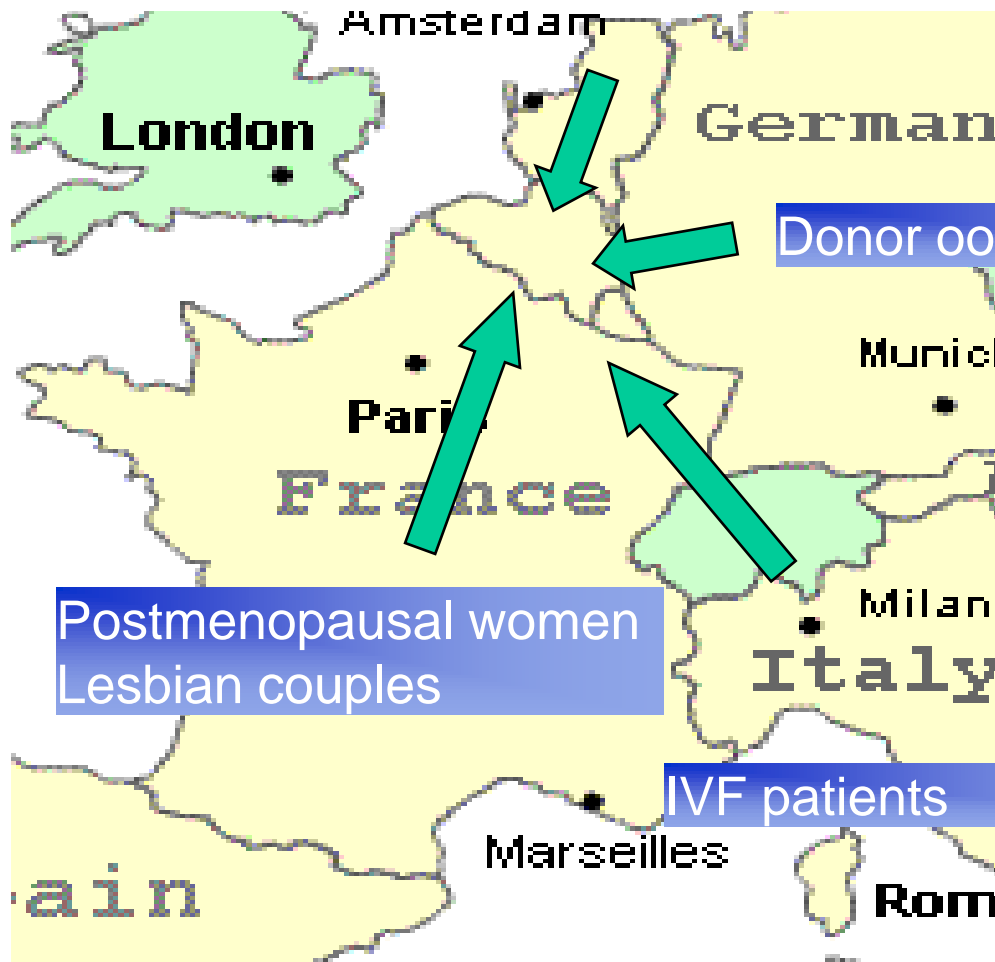 Amsterdam
London
German
Donor oo
Munich
Paris
France
Postmenopausal women
Lesbian couples
Milan
Italy
IVF patients
Marseilles
ain
Rom